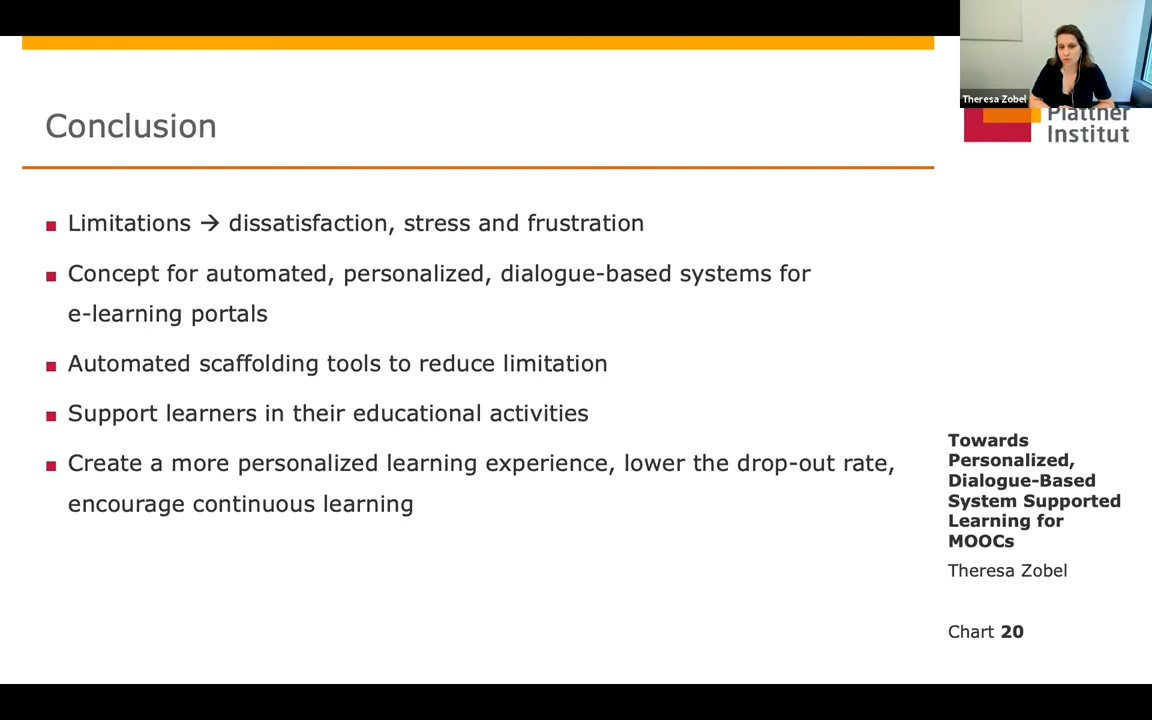 Theresa Zobel
Plattner
Institut
Conclusion
Limitations → dissatisfaction, stress and frustration
Concept for automated, personalized, dialogue-based systems for
e-learning portals
Automated scaffolding tools to reduce limitation
Support learners in their educational activities
Create a more personalized learning experience, lower the drop-out rate,
encourage continuous learning
Towards
Personalized,
Dialogue-Based
System Supported
Learning for
MOOCs
Theresa Zobel
Chart 20